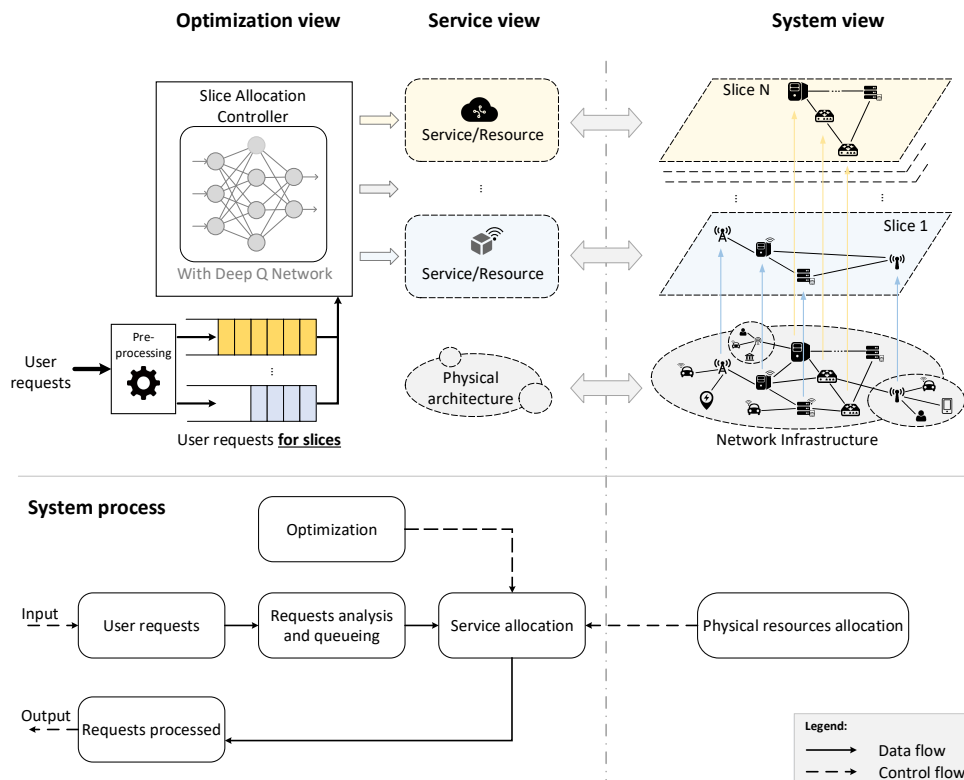 Optimization view
Service view
System view
Slice Allocation
Controller
With Deep Q Network
Service/Resource
...
Service/Resource
Physical
architecture
Slice N
...
...
Slice 1
...
Network Infrastructure
User
requests
Pre-
processing
...
User requests for slices
System process
Optimization
Input
User requests
Requests analysis
and queueing
Service allocation
Physical resources allocation
Output
Requests processed
Legend:
Data flow
Control flow